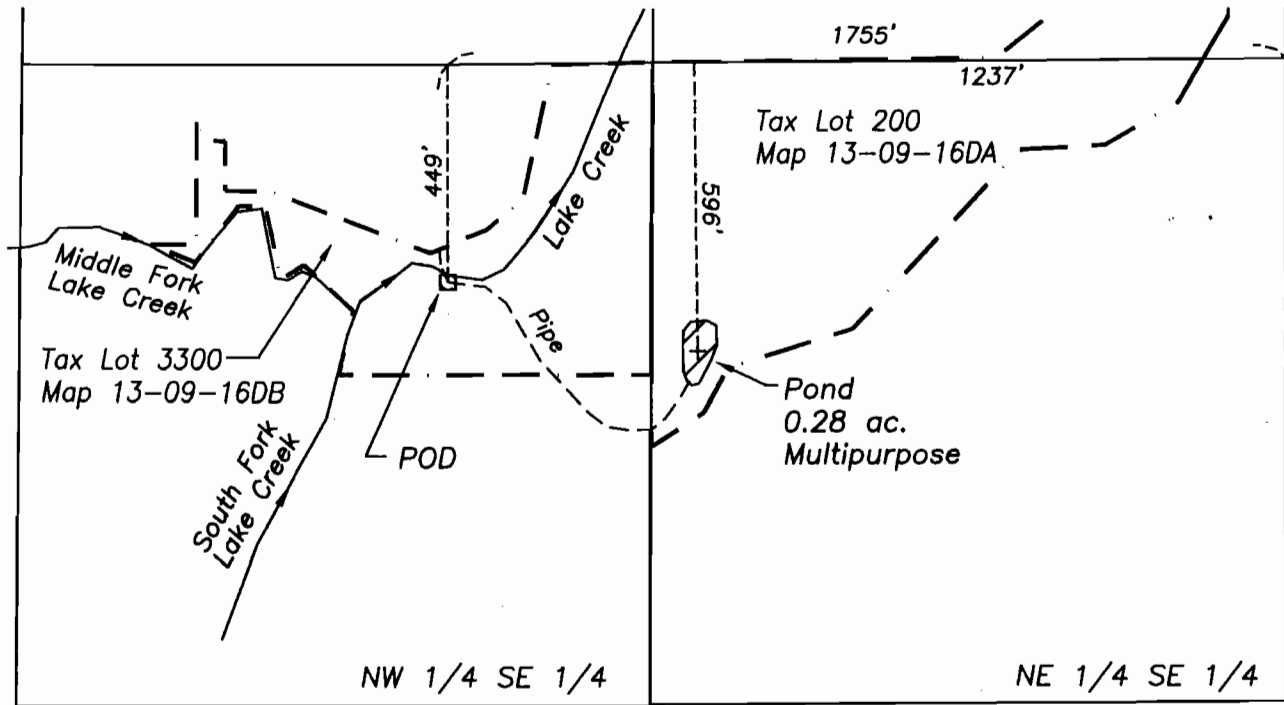 1755'
1237'
Tax Lot 200
Map 13-09-16DA
449'
Lake Creek
596'
Middle Fork
Lake Creek
Pipe
Tax Lot 3300
Map 13-09-16DB
Pond
0.28 ac.
Multipurpose
POD
South Fork
Lake Creek
NW 1/4 SE 1/4
NE 1/4 SE 1/4